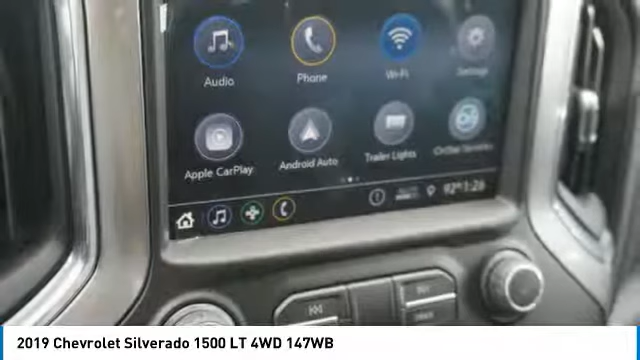 Audio
Phone
Wi-Fi
Settings
Apple CarPlay
Android Auto
Trailer Lights
OnStar Services
2019 Chevrolet Silverado 1500 LT 4WD 147WB